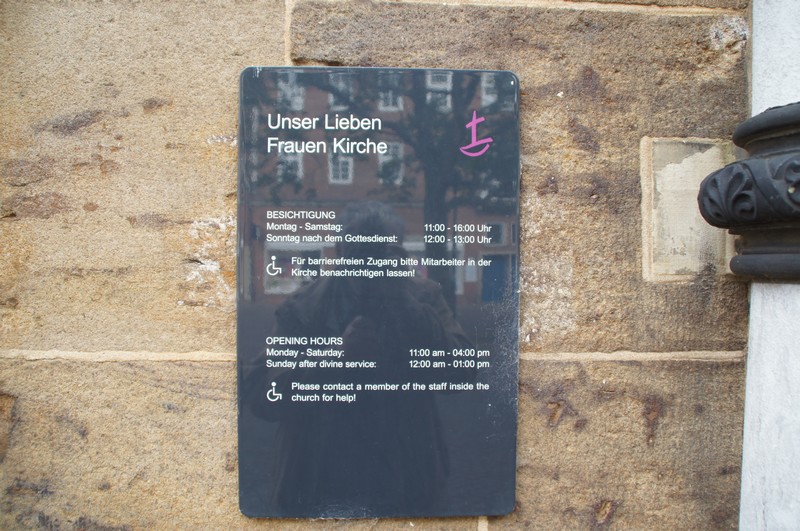 Unser Lieben
Frauen Kirche
BESICHTIGUNG
Montag - Samstag: 11:00 - 16:00 Uhr
Sonntag nach dem Gottesdienst: 12:00 - 13:00 Uhr
Für barrierefreien Zugang bitte Mitarbeiter in der
Kirche benachrichtigen lassen!
OPENING HOURS
Monday - Saturday: 11:00 am - 04:00 pm
Sunday after divine service: 12:00 am - 01:00 pm
Please contact a member of the staff inside the
church for help!